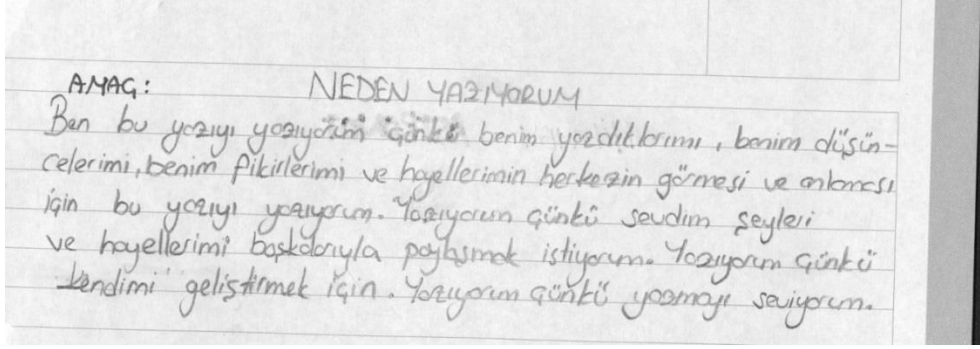 AMAÇ: NEDEN YAZIYORUM
Ben bu yazıyı yazıyorum çünkü benim yazdıklarımı, benim düşün-
celerimi, benim fikirlerimi ve hayellerimin herkezin görmesi ve anlaması
için bu yazıyı yazıyorum. Yazıyorum çünkü sevdim şeyleri
ve hayellerimi başkalarıyla paylaşmak istiyorum. Yazıyorum çünkü
kendimi geliştirmek için. Yazıyorum çünkü yazmayı seviyorum.